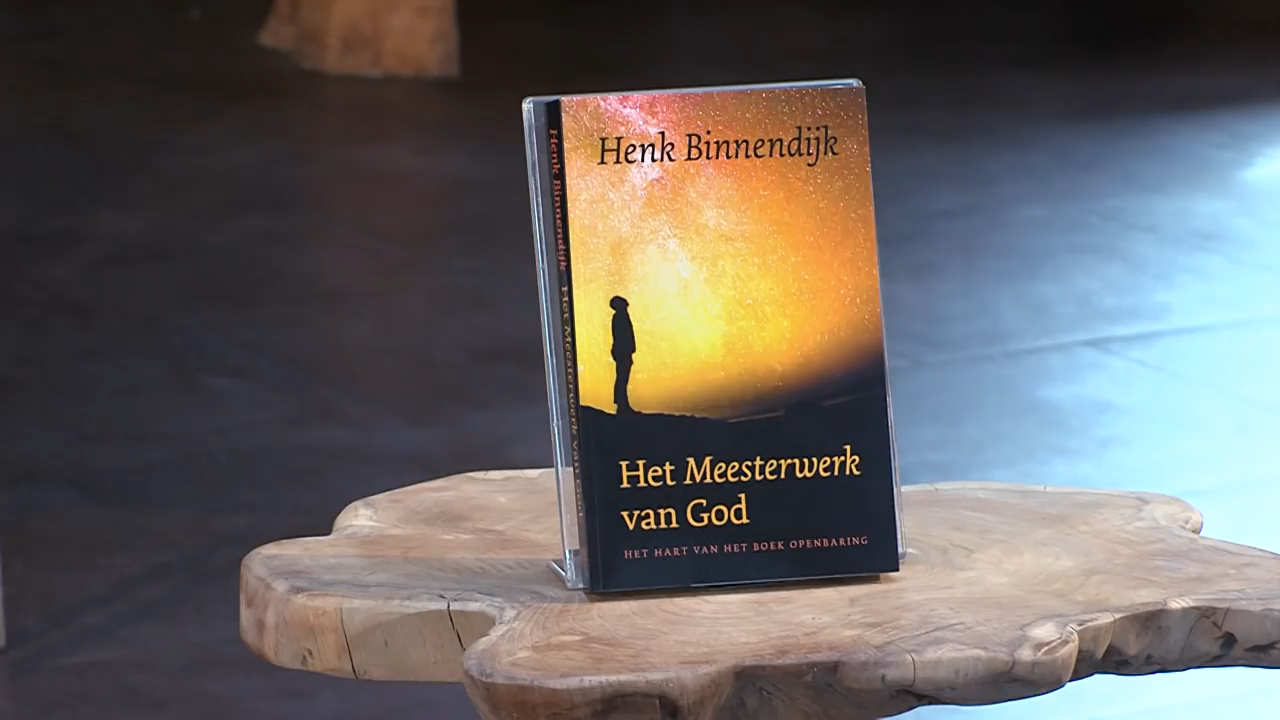 Henk Binnendijk
Het Meesterwerk
van God
HET HART VAN HET BOEK OPENBARING
Henk Binnendijk Het Meesterwerk van God